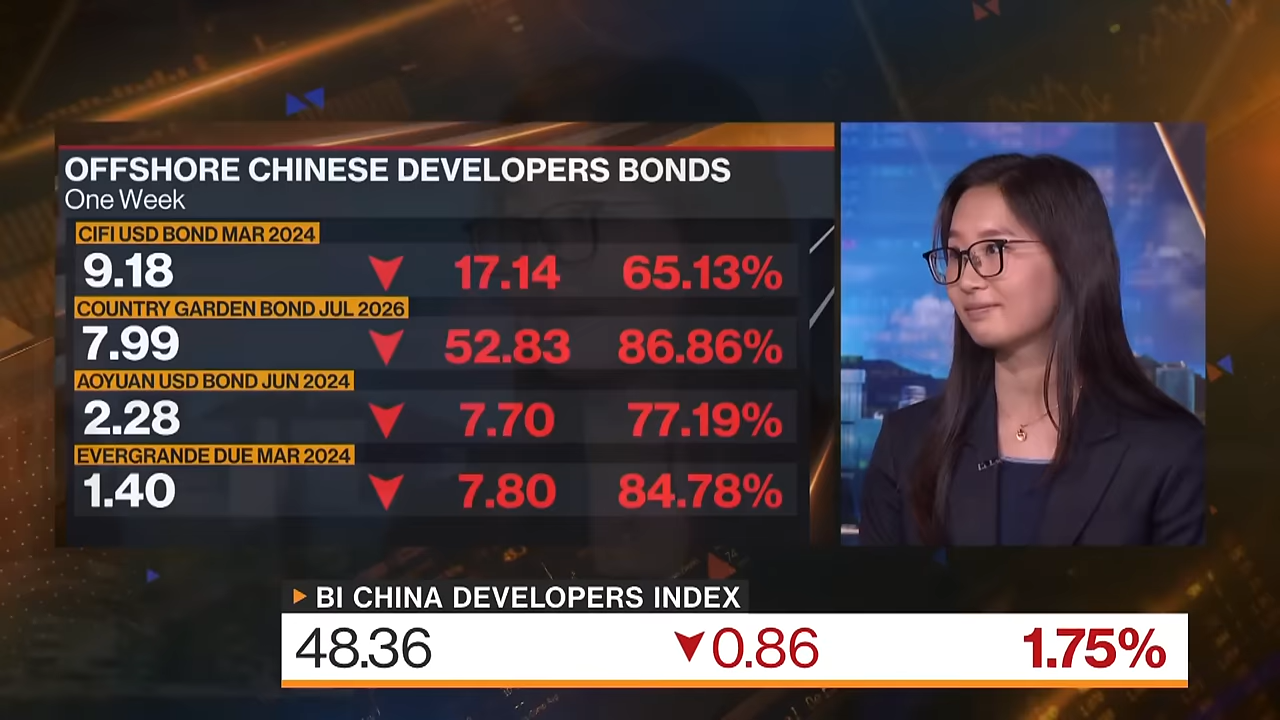 OFFSHORE CHINESE DEVELOPERS BONDS
One Week
CIFI USD BOND MAR 2024
9.18 17.14 65.13%
COUNTRY GARDEN BOND JUL 2026
7.99 52.83 86.86%
AOYUAN USD BOND JUN 2024
2.28 7.70 77.19%
EVERGRANDE DUE MAR 2024
1.40 7.80 84.78%
BI CHINA DEVELOPERS INDEX
48.36 0.86 1.75%